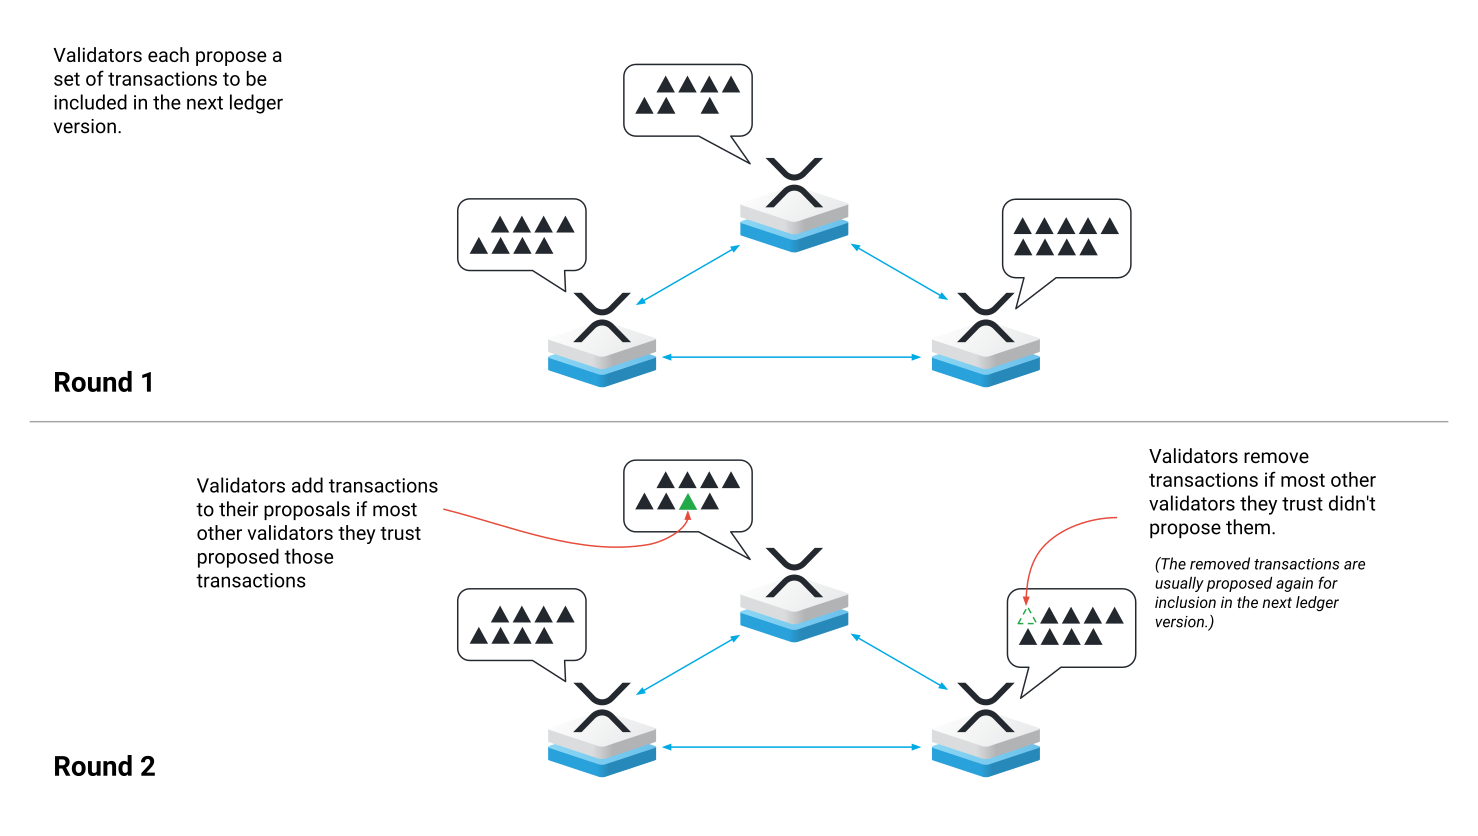 Validators each propose a
set of transactions to be
included in the next ledger
version.
Round 1
Validators add transactions
to their proposals if most
other validators they trust
proposed those
transactions
Validators remove
transactions if most other
validators they trust didn't
propose them.
(The removed transactions are
usually proposed again for
inclusion in the next ledger
version.)
Round 2